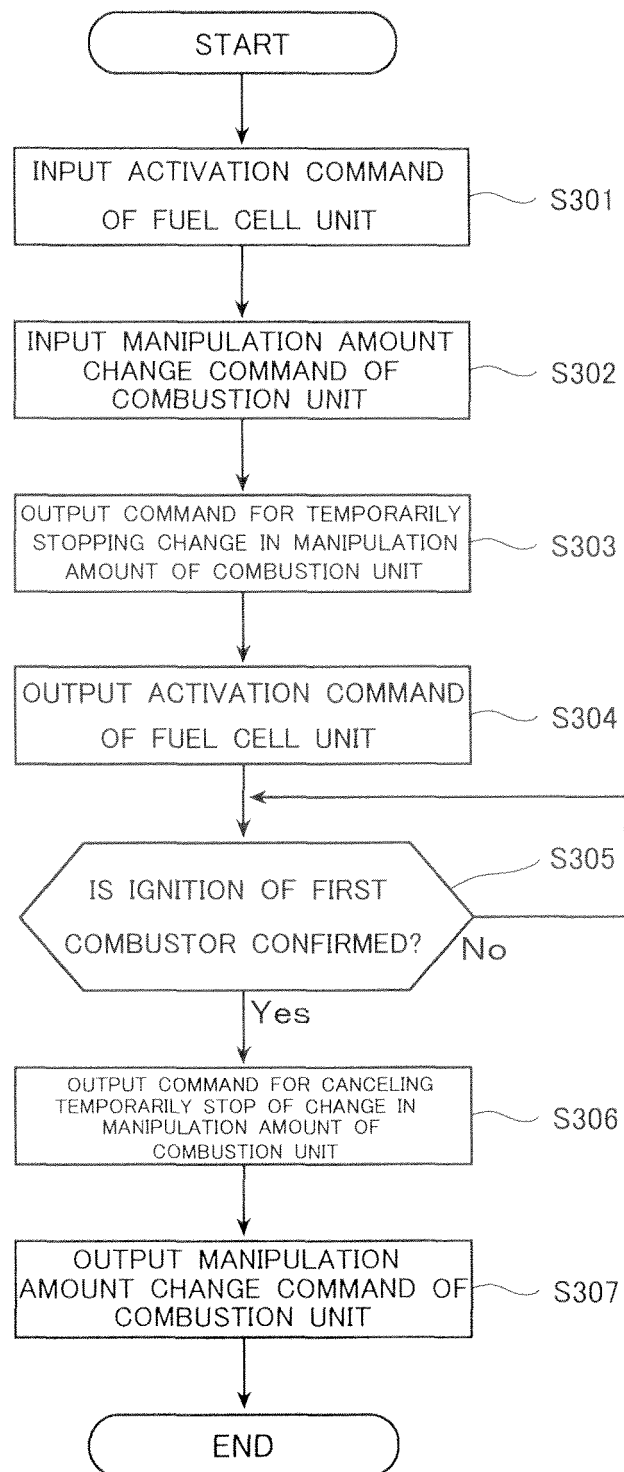 START
INPUT ACTIVATION COMMAND
OF FUEL CELL UNIT
S301
INPUT MANIPULATION AMOUNT
CHANGE COMMAND OF
COMBUSTION UNIT
S302
OUTPUT COMMAND FOR TEMPORARILY
STOPPING CHANGE IN MANIPULATION
AMOUNT OF COMBUSTION UNIT
S303
OUTPUT ACTIVATION COMMAND
OF FUEL CELL UNIT
S304
IS IGNITION OF FIRST
COMBUSTOR CONFIRMED?
S305
No
Yes
OUTPUT COMMAND FOR CANCELING
TEMPORARILY STOP OF CHANGE IN
MANIPULATION AMOUNT OF
COMBUSTION UNIT
S306
OUTPUT MANIPULATION
AMOUNT CHANGE COMMAND OF
COMBUSTION UNIT
S307
END